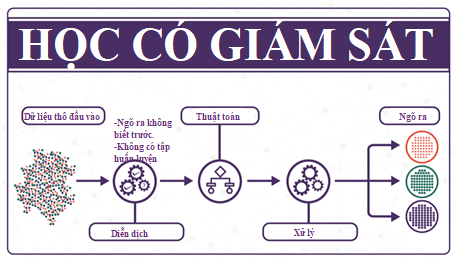 HỌC CÓ GIÁM SÁT
Dữ liệu thô đầu vào
-Ngõ ra không
biết trước.
-Không có tập
huấn luyện
Thuật toán
Ngõ ra
Diễn dịch
Xử lý